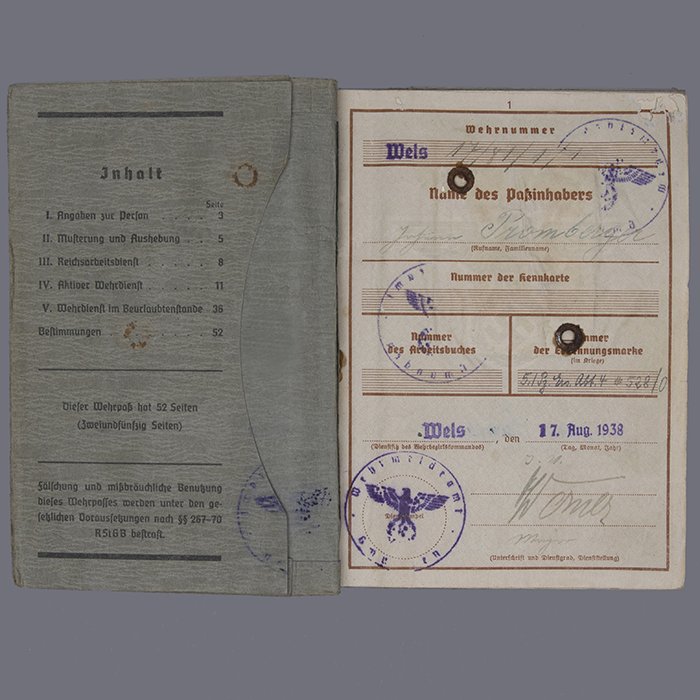 Inhalt
Seite
I. Angaben zur Person . . . . 3
II. Musterung und Aushebung . . 5
III. Reichsarbeitsdienst . . . . 8
IV. Aktiver Wehrdienst . . . . 11
V. Wehrdienst im Beurlaubtenstande 36
Bestimmungen . . . . 52
Dieser Wehrpaß hat 52 Seiten
(Zweiundfünfzig Seiten)
Fälschung und mißbräuchliche Benutzung
dieses Wehrpasses werden unter den ge-
setzlichen Voraussetzungen nach §§ 267-70
RStGB bestraft.
1
Wehrnummer
Wels
Name des Paßinhabers
Johann Promberger
(Rufname, Familienname)
Nummer der Kennkarte
Nummer
des Arbeitsbuches
Nummer
der Erkennungsmarke
(im Kriege)
Wels, den 17. Aug. 1938
(Dienstsitz des Wehrbezirkskommandos) (Tag, Monat, Jahr)
Wehrmeldeamt
(Unterschrift und Dienstgrad, Dienststellung)